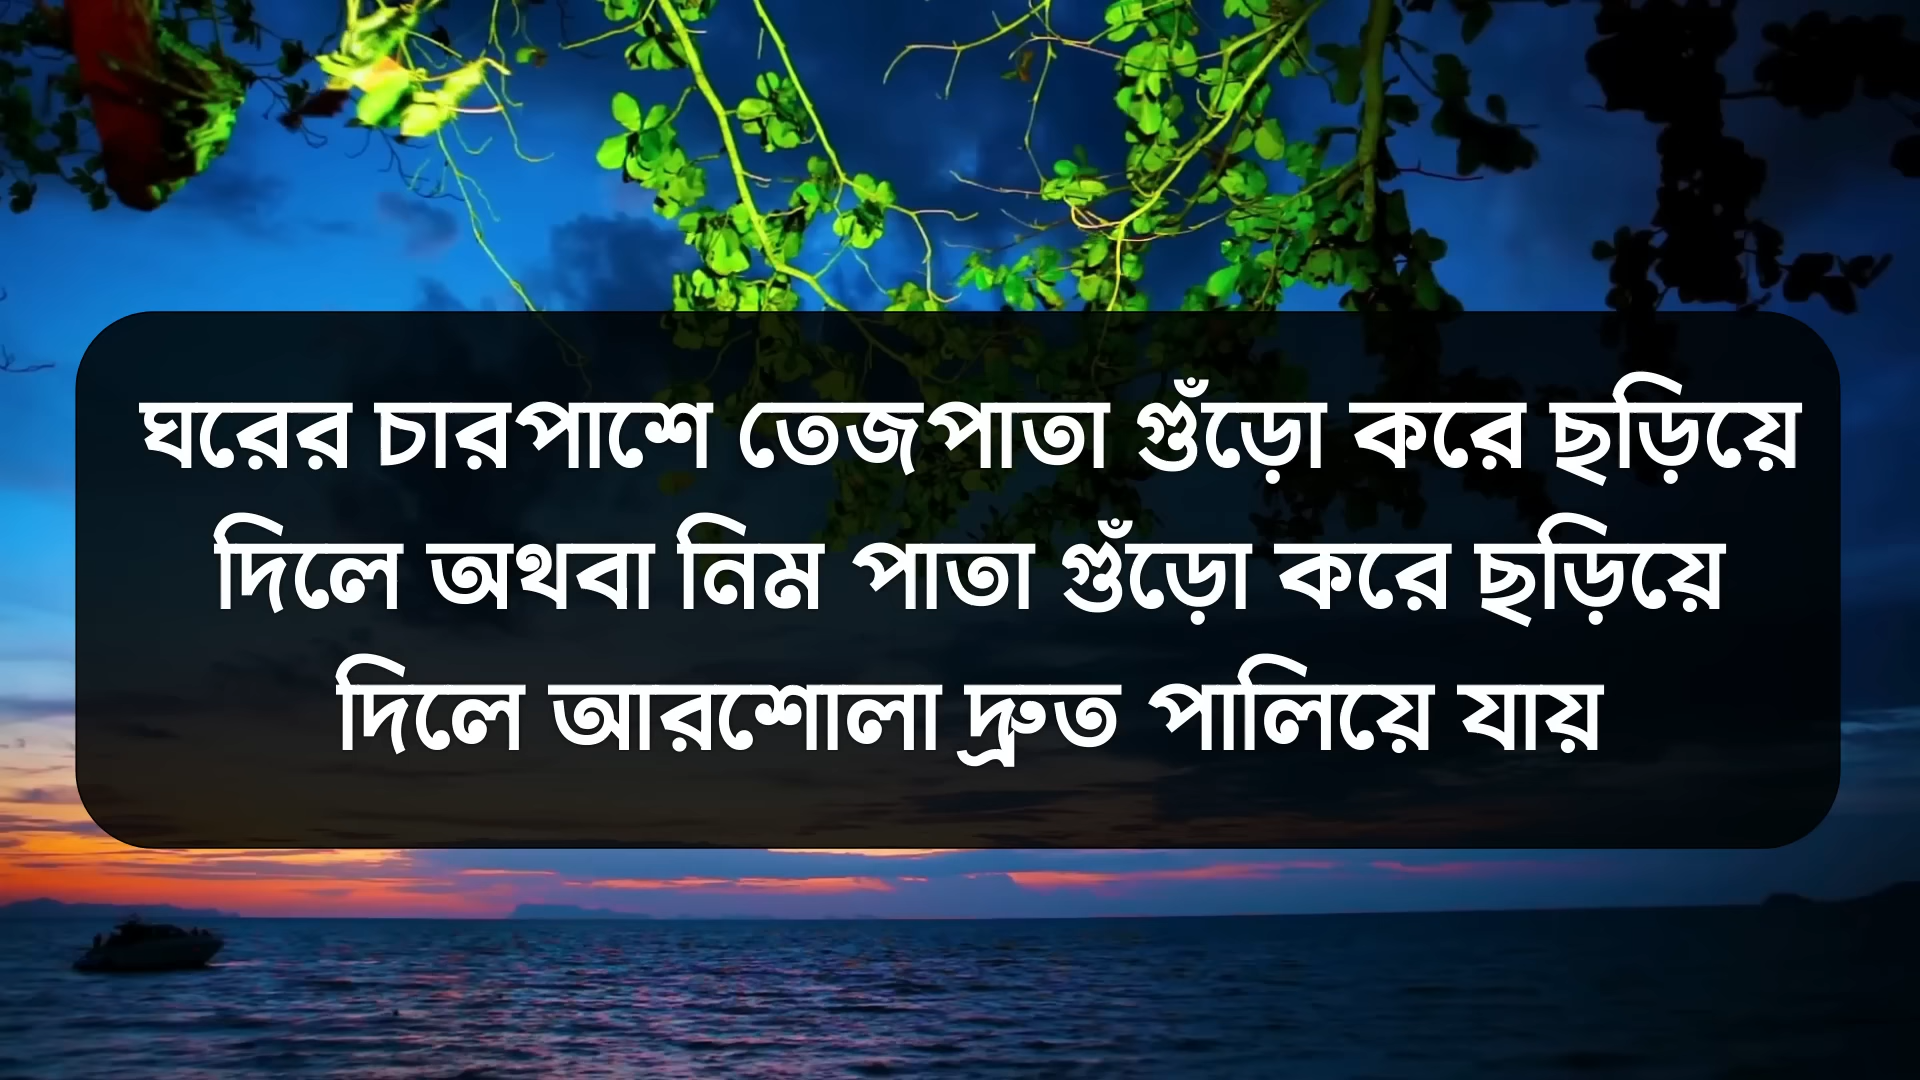 ঘরের চারপাশে তেজপাতা গুঁড়ো করে ছড়িয়ে
দিলে অথবা নিম পাতা গুঁড়ো করে ছড়িয়ে
দিলে আরশোলা দ্রুত পালিয়ে যায়